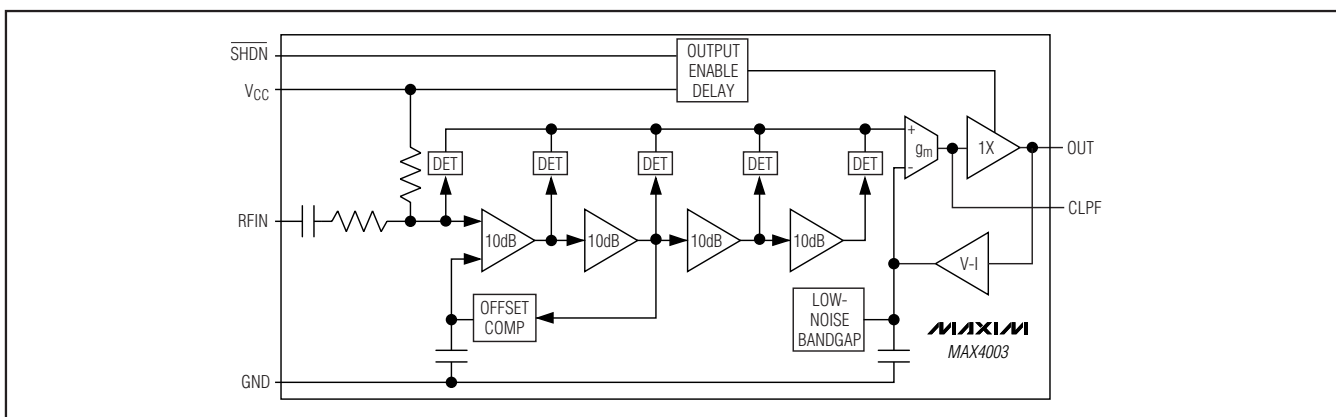 SHDN
OUTPUT
ENABLE
DELAY
VCC
+
gm
-
1X
OUT
DET
DET
DET
DET
DET
CLPF
RFIN
10dB
10dB
10dB
10dB
V-I
OFFSET
COMP
LOW-
NOISE
BANDGAP
MAXIM
MAX4003
GND